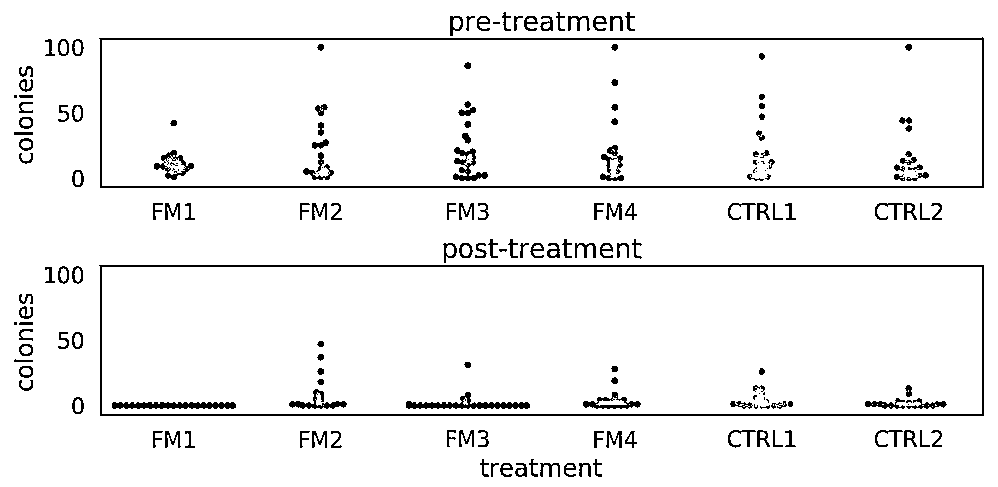 pre-treatment
100
50
0
colonies
FM1 FM2 FM3 FM4 CTRL1 CTRL2
post-treatment
100
50
0
colonies
FM1 FM2 FM3 FM4 CTRL1 CTRL2
treatment